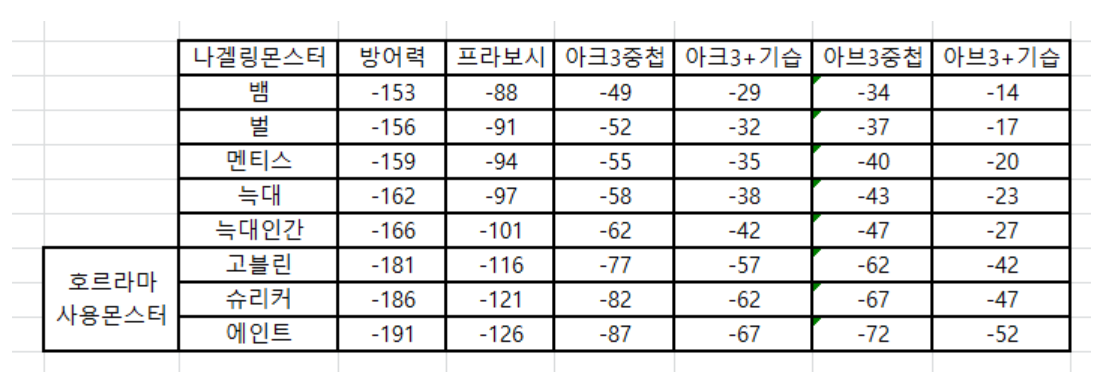 나겔링몬스터 방어력 프라보시 아크3중첩 아크3+기습 아브3중첩 아브3+기습
뱀 -153 -88 -49 -29 -34 -14
벌 -156 -91 -52 -32 -37 -17
멘티스 -159 -94 -55 -35 -40 -20
늑대 -162 -97 -58 -38 -43 -23
늑대인간 -166 -101 -62 -42 -47 -27
호르라마
사용몬스터
고블린 -181 -116 -77 -57 -62 -42
슈리커 -186 -121 -82 -62 -67 -47
에인트 -191 -126 -87 -67 -72 -52